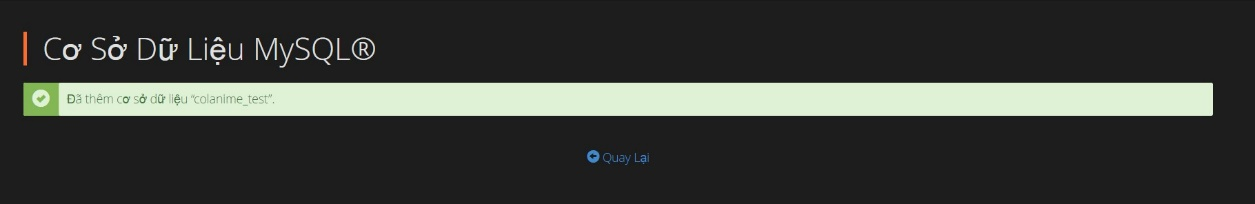 Cơ Sở Dữ Liệu MySQL®
Đã thêm cơ sở dữ liệu “colanime_test”.
Quay Lại